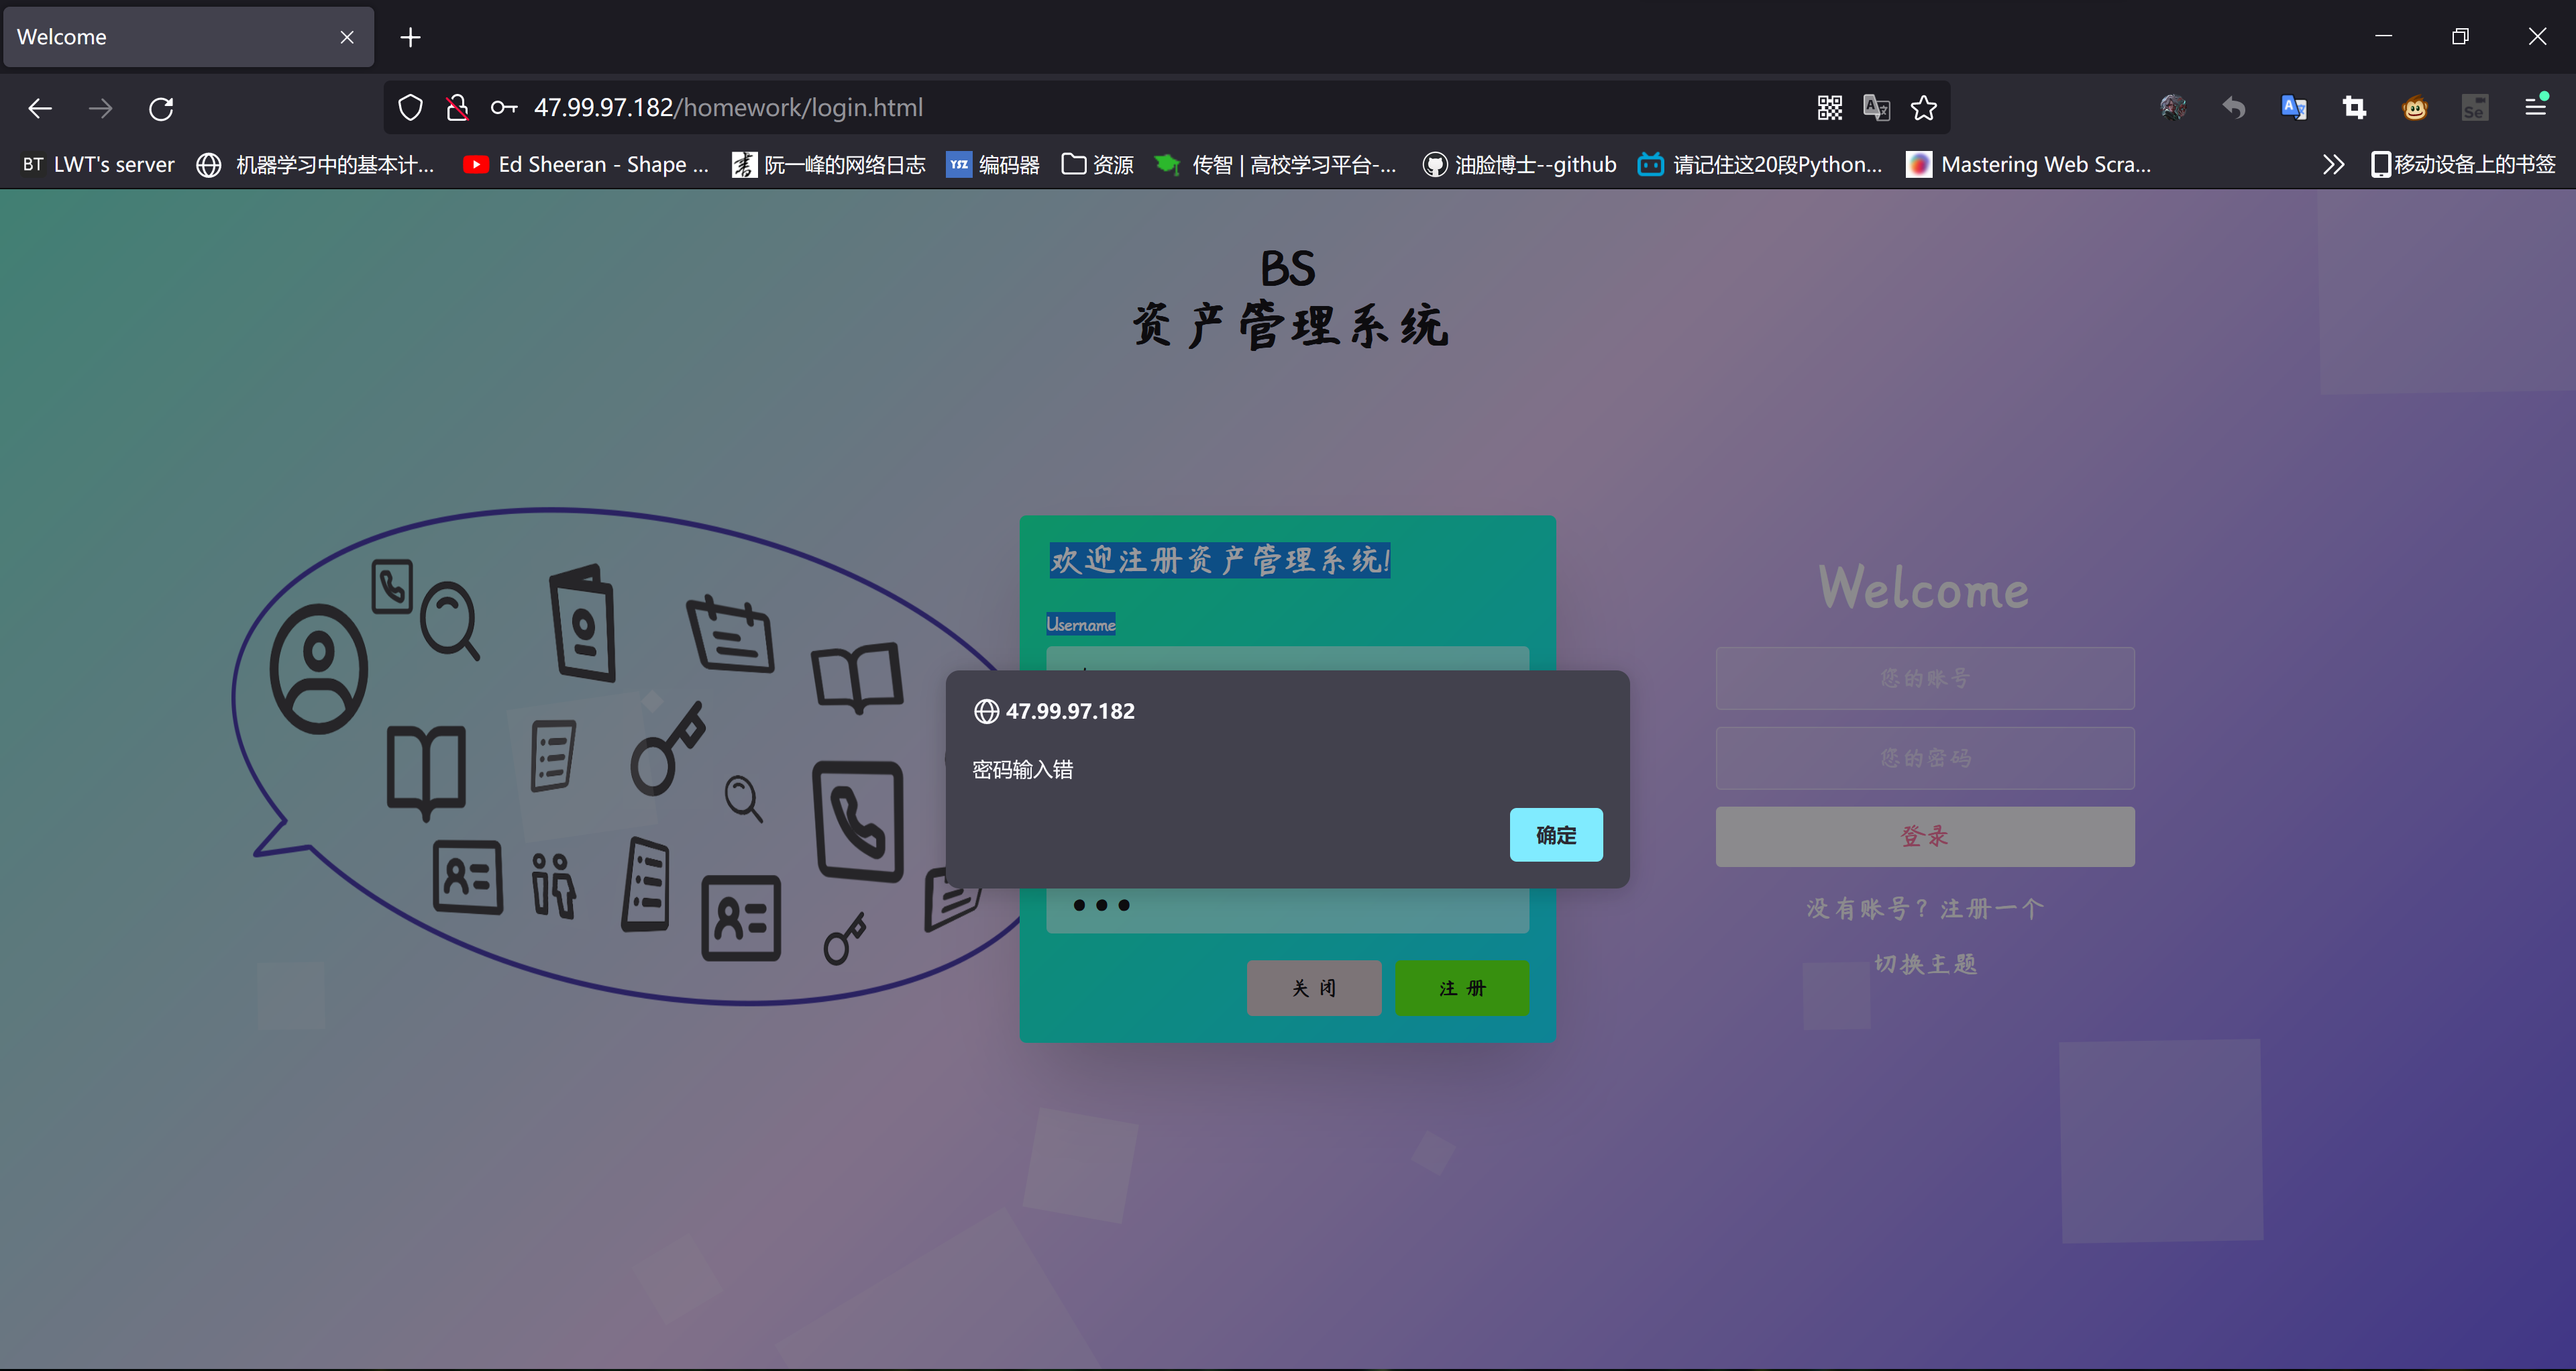 Welcome
47.99.97.182/homework/login.html
BT LWT's server 机器学习中的基本计... Ed Sheeran - Shape ... 阮一峰的网络日志 YSZ 编码器 资源 传智 | 高校学习平台-... 油脸博士--github 请记住这20段Python... Mastering Web Scra... 移动设备上的书签
BS
资产管理系统
欢迎注册资产管理系统!
Username
47.99.97.182
密码输入错
确定
关 闭
注 册
Welcome
您的账号
您的密码
登录
没有账号？注册一个
切换主题